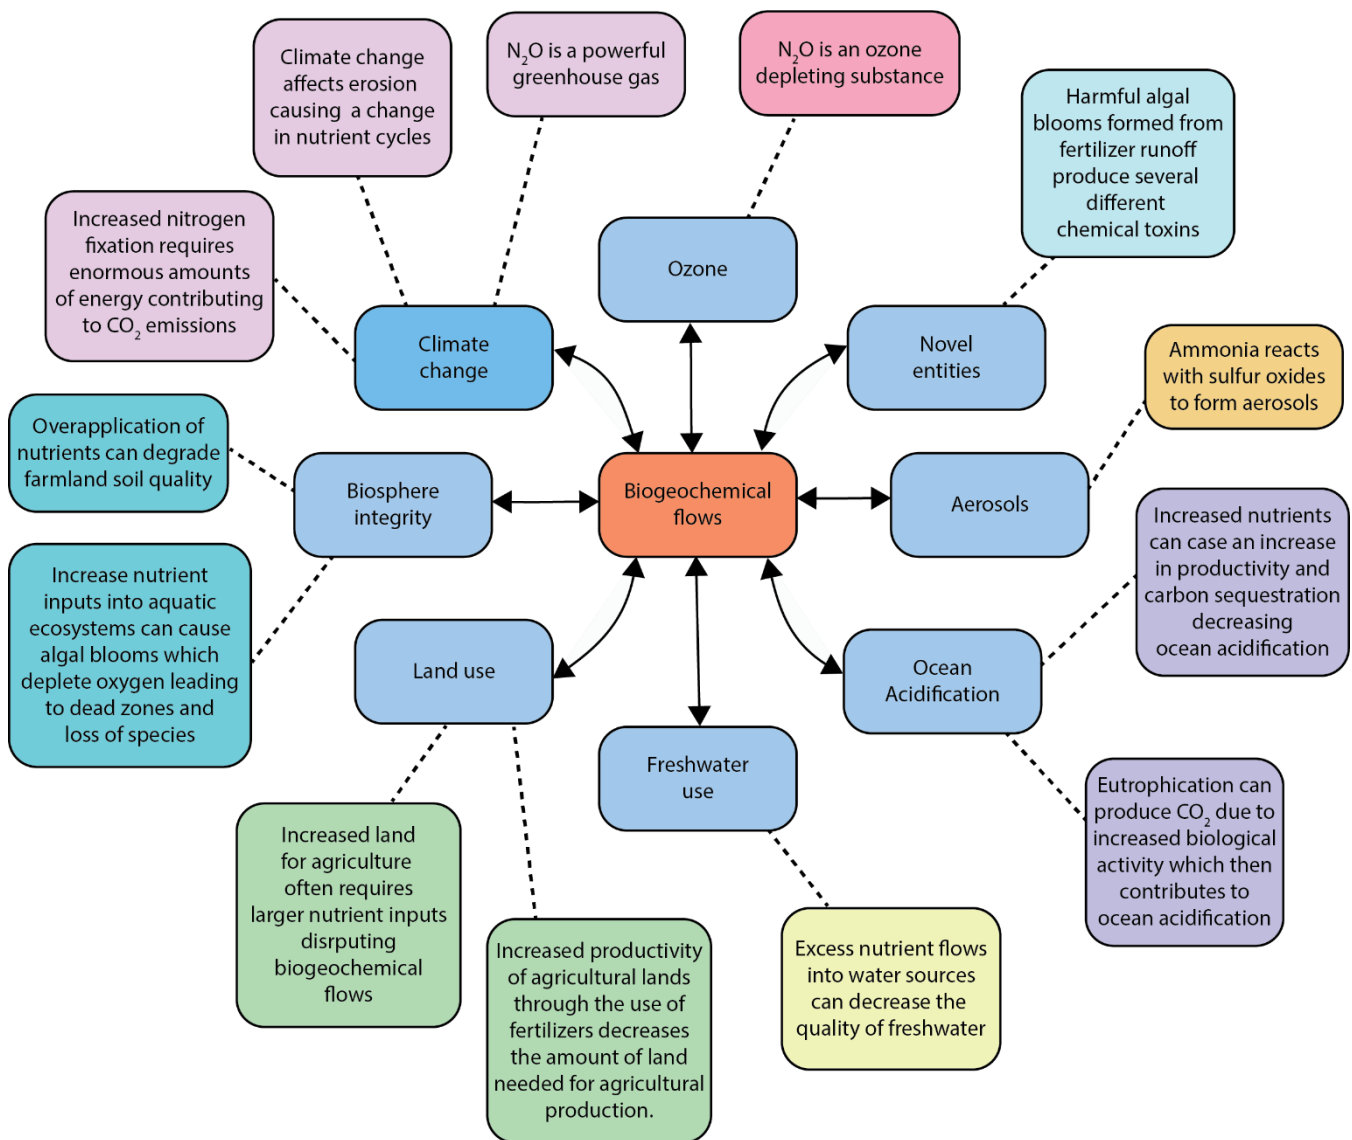 Climate change
affects erosion
causing a change
in nutrient cycles
N₂O is a powerful
greenhouse gas
N₂O is an ozone
depleting substance
Harmful algal
blooms formed from
fertilizer runoff
produce several
different
chemical toxins
Increased nitrogen
fixation requires
enormous amounts
of energy contributing
to CO₂ emissions
Ozone
Climate
change
Novel
entities
Ammonia reacts
with sulfur oxides
to form aerosols
Overapplication of
nutrients can degrade
farmland soil quality
Biosphere
integrity
Biogeochemical
flows
Aerosols
Increased nutrients
can case an increase
in productivity and
carbon sequestration
decreasing
ocean acidification
Increase nutrient
inputs into aquatic
ecosystems can cause
algal blooms which
deplete oxygen leading
to dead zones and
loss of species
Land use
Ocean
Acidification
Freshwater
use
Eutrophication can
produce CO₂ due to
increased biological
activity which then
contributes to
ocean acidification
Increased land
for agriculture
often requires
larger nutrient inputs
disrputing
biogeochemical
flows
Increased productivity
of agricultural lands
through the use of
fertilizers decreases
the amount of land
needed for agricultural
production.
Excess nutrient flows
into water sources
can decrease the
quality of freshwater